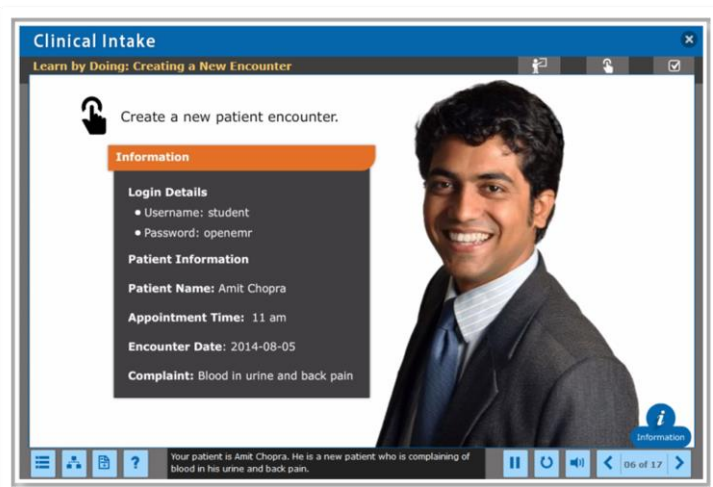 Clinical Intake
Learn by Doing: Creating a New Encounter
Create a new patient encounter.
Information
Login Details
• Username: student
• Password: openemr
Patient Information
Patient Name: Amit Chopra
Appointment Time: 11 am
Encounter Date: 2014-08-05
Complaint: Blood in urine and back pain
i
Information
?
Your patient is Amit Chopra. He is a new patient who is complaining of
blood in his urine and back pain.
06 of 17